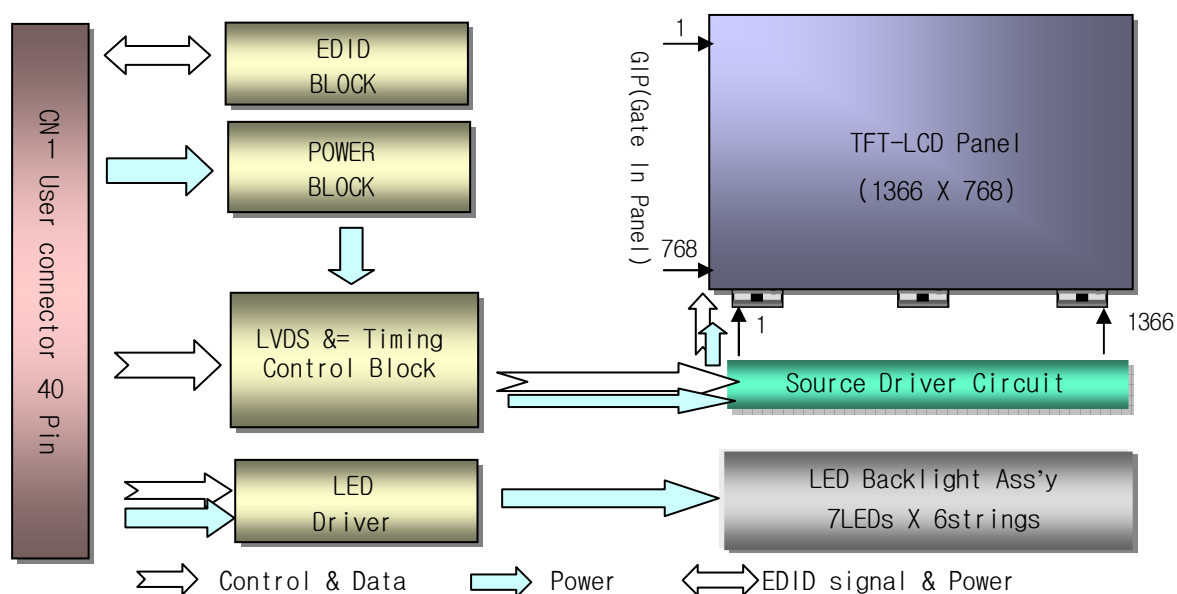 CN-1 User connector 40 Pin
EDID
BLOCK
POWER
BLOCK
LVDS &= Timing
Control Block
LED
Driver
1
GIP(Gate In Panel)
768
TFT-LCD Panel
(1366 X 768)
1
1366
Source Driver Circuit
LED Backlight Ass’y
7LEDs X 6strings
Control & Data
Power
EDID signal & Power